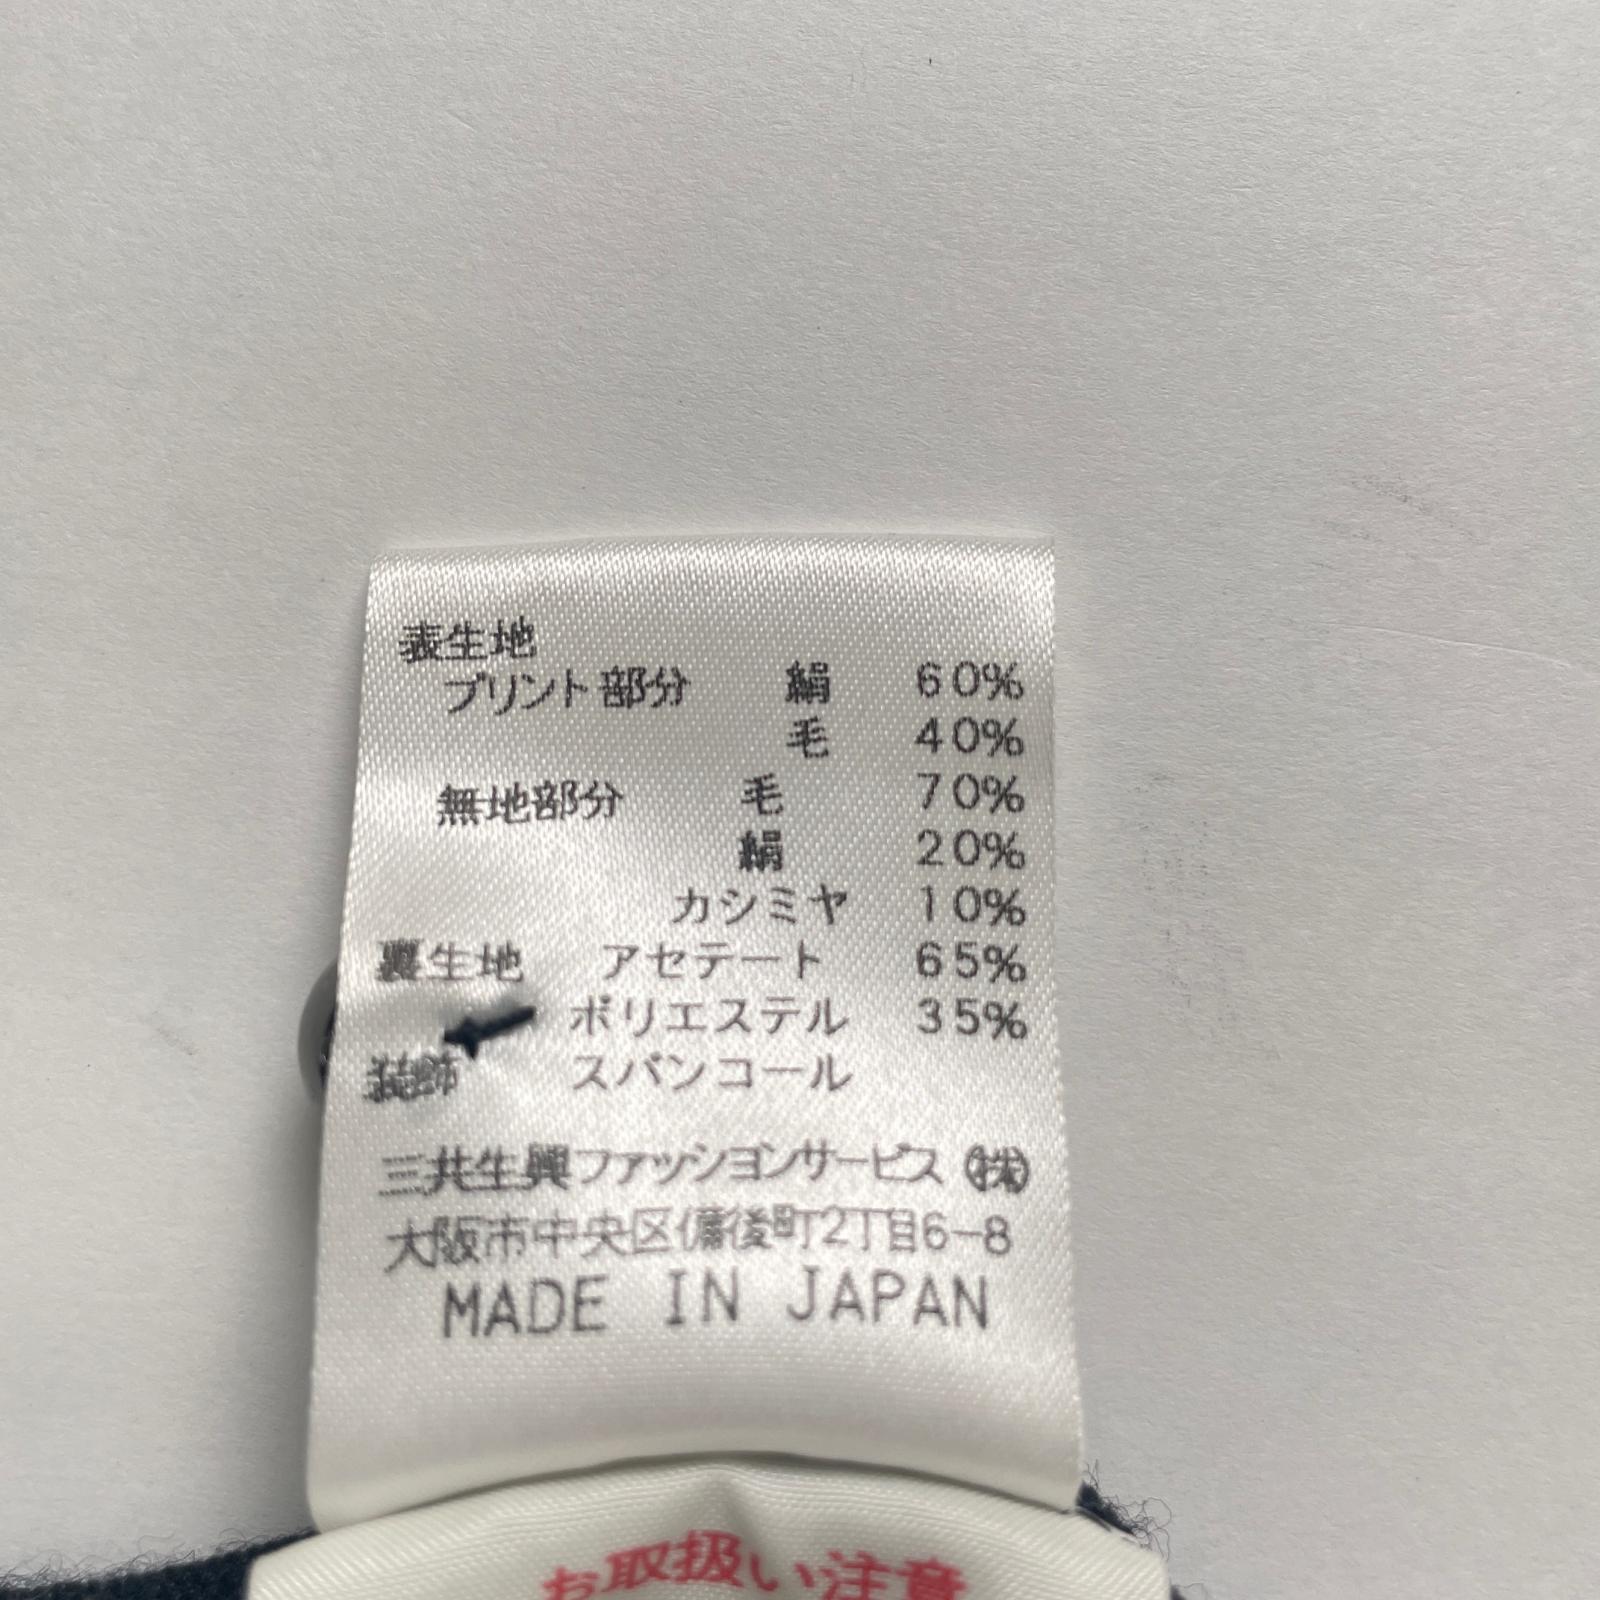 表生地
プリント部分 絹 60%
毛 40%
無地部分 毛 70%
絹 20%
カシミヤ 10%
裏生地 アセテート 65%
ポリエステル 35%
装飾 スパンコール
三共生興ファッションサービス㈱
大阪市中央区備後町2丁目6-8
MADE IN JAPAN
お取扱い注意